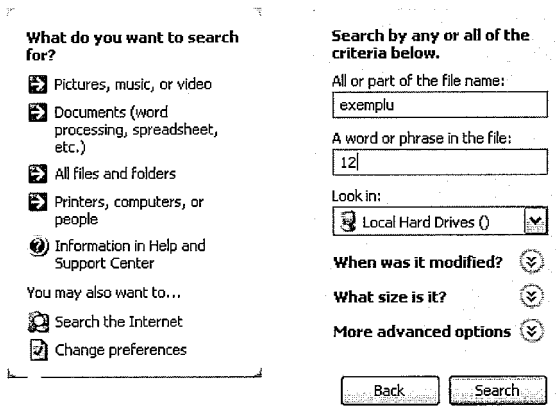 What do you want to search
for?
Pictures, music, or video
Documents (word
processing, spreadsheet,
etc.)
All files and folders
Printers, computers, or
people
Information in Help and
Support Center
You may also want to...
Search the Internet
Change preferences
Search by any or all of the
criteria below.
All or part of the file name:
exemplu
A word or phrase in the file:
12
Look in:
Local Hard Drives ()
When was it modified?
What size is it?
More advanced options
Back Search